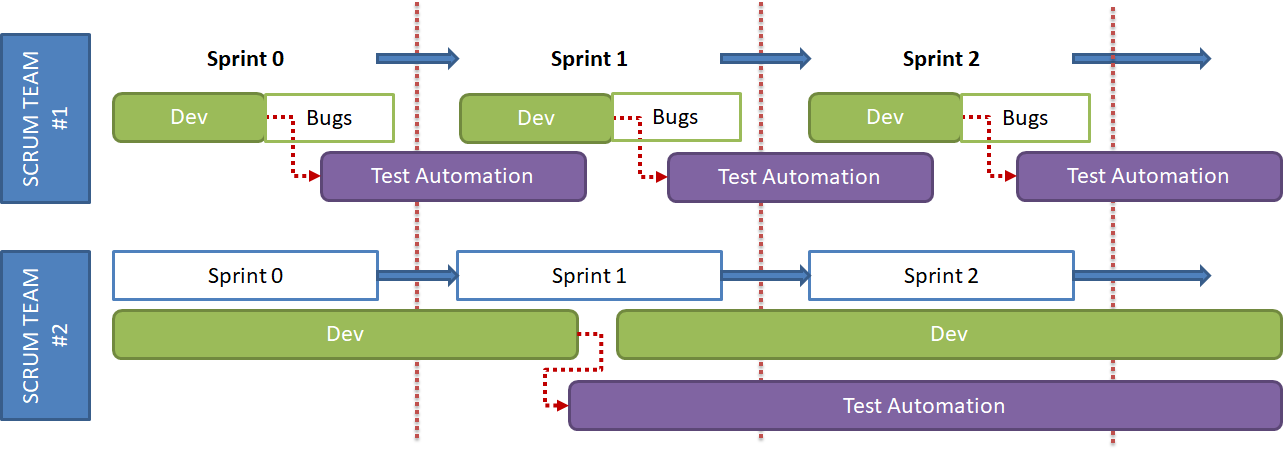 SCRUM TEAM
#1
Sprint 0
Sprint 1
Sprint 2
Dev
Bugs
Dev
Bugs
Dev
Bugs
Test Automation
Test Automation
Test Automation
SCRUM TEAM
#2
Sprint 0
Sprint 1
Sprint 2
Dev
Dev
Test Automation